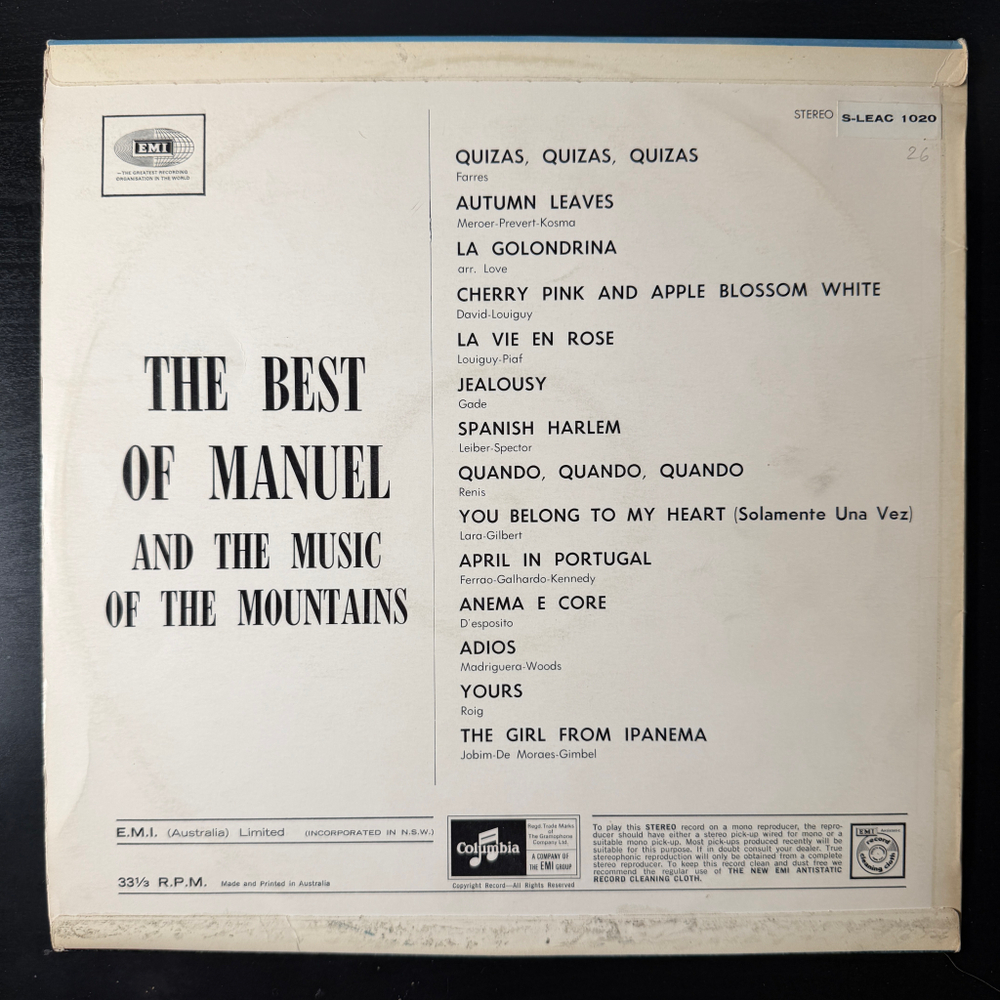 EMI
—THE GREATEST RECORDING
ORGANISATION IN THE WORLD
STEREO S-LEAC 1020
26
THE BEST
OF MANUEL
AND THE MUSIC
OF THE MOUNTAINS
QUIZAS, QUIZAS, QUIZAS
Farres
AUTUMN LEAVES
Meroer-Prevert-Kosma
LA GOLONDRINA
arr. Love
CHERRY PINK AND APPLE BLOSSOM WHITE
David-Louiguy
LA VIE EN ROSE
Louiguy-Piaf
JEALOUSY
Gade
SPANISH HARLEM
Leiber-Spector
QUANDO, QUANDO, QUANDO
Renis
YOU BELONG TO MY HEART (Solamente Una Vez)
Lara-Gilbert
APRIL IN PORTUGAL
Ferrao-Galhardo-Kennedy
ANEMA E CORE
D'esposito
ADIOS
Madriguera-Woods
YOURS
Roig
THE GIRL FROM IPANEMA
Jobim-De Moraes-Gimbel
E.M.I. (Australia) Limited (INCORPORATED IN N.S.W.)
33⅓ R.P.M. Made and Printed in Australia
Columbia
Regd. Trade Marks
of
The Gramophone
Company Ltd.
A COMPANY OF
THE EMI GROUP
Copyright Record—All Rights Reserved
To play this STEREO record on a mono reproducer, the repro-
ducer should have either a stereo pick-up wired for mono or a
suitable mono pick-up. Most pick-ups produced recently will be
suitable for this purpose. If in doubt consult your dealer. True
stereophonic reproduction will only be obtained from a complete
stereo reproducer. To keep this record clean and dust free we
recommend the regular use of THE NEW EMI ANTISTATIC
RECORD CLEANING CLOTH.
EMI
record
cleaning cloth